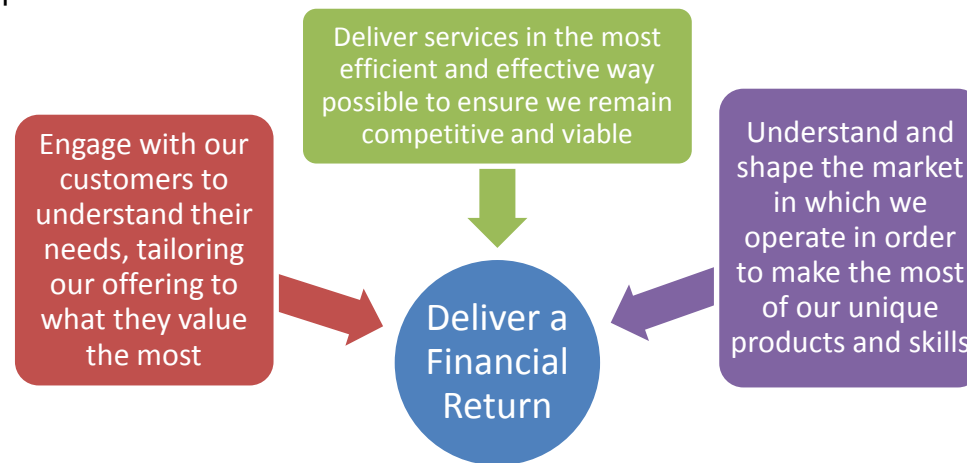 Deliver services in the most
efficient and effective way
possible to ensure we remain
competitive and viable
Engage with our
customers to
understand their
needs, tailoring
our offering to
what they value
the most
Understand and
shape the market
in which we
operate in order
to make the most
of our unique
products and skills
Deliver a
Financial
Return